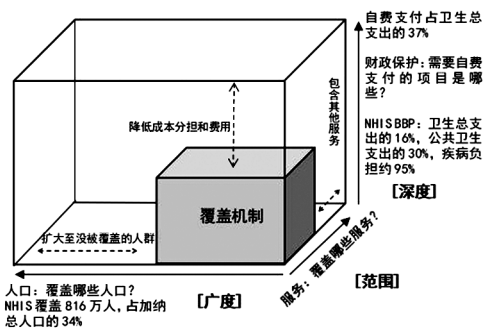 自费支付占卫生总
支出的37%
财政保护:需要自费
支付的项目是哪
些?
NHISBBP:卫生总支
出的16%,公共卫生
支出的30%,疾病负
担约95%
[深度]
包含其他服务
降低成本分担和费用
覆盖机制
扩大至没被覆盖的人群
服务:覆盖哪些服务?
[范围]
[广度]
人口:覆盖哪些人口?
NHIS覆盖816万人,占加纳
总人口的34%